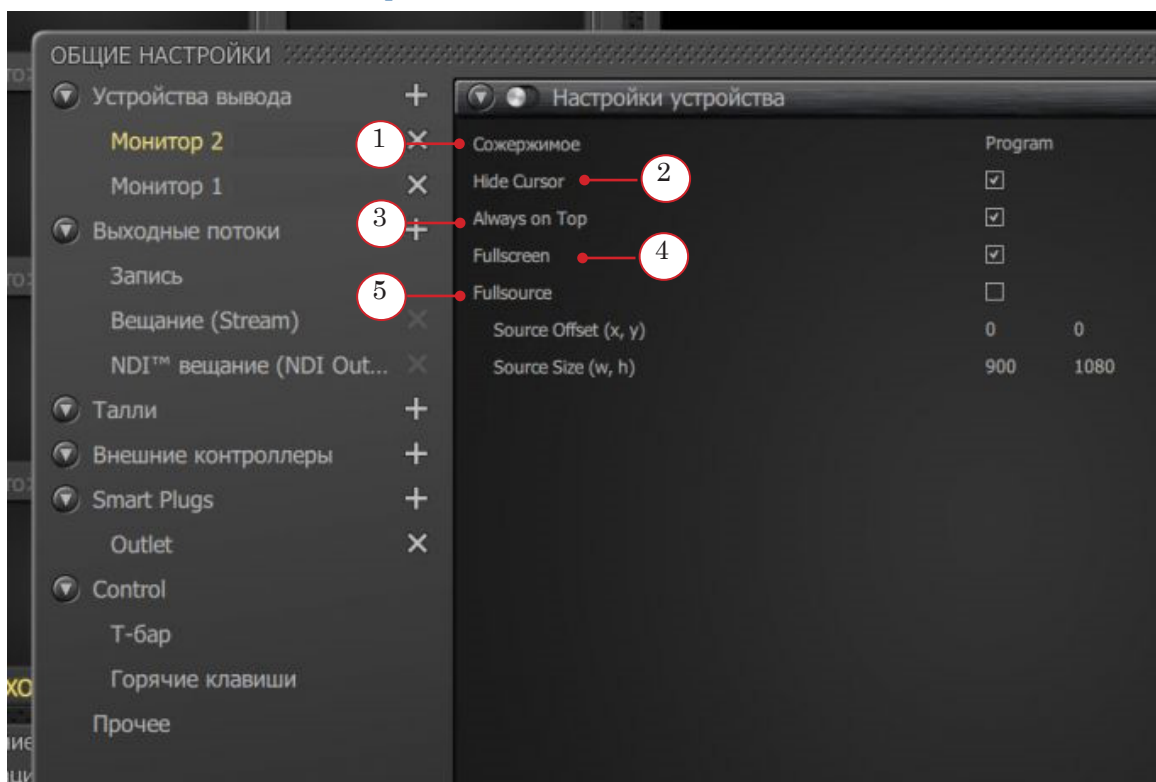 ОБЩИЕ НАСТРОЙКИ
Устройства вывода
Монитор 2
Монитор 1
Выходные потоки
Запись
Вещание (Stream)
NDI™ вещание (NDI Out...
Талли
Внешние контроллеры
Smart Plugs
Outlet
Control
Т-бар
Горячие клавиши
Прочее
Настройки устройства
1
Сожержимое
Program
Hide Cursor
2
3
Always on Top
Fullscreen
4
5
Fullsource
Source Offset (x, y)
0
0
Source Size (w, h)
900
1080